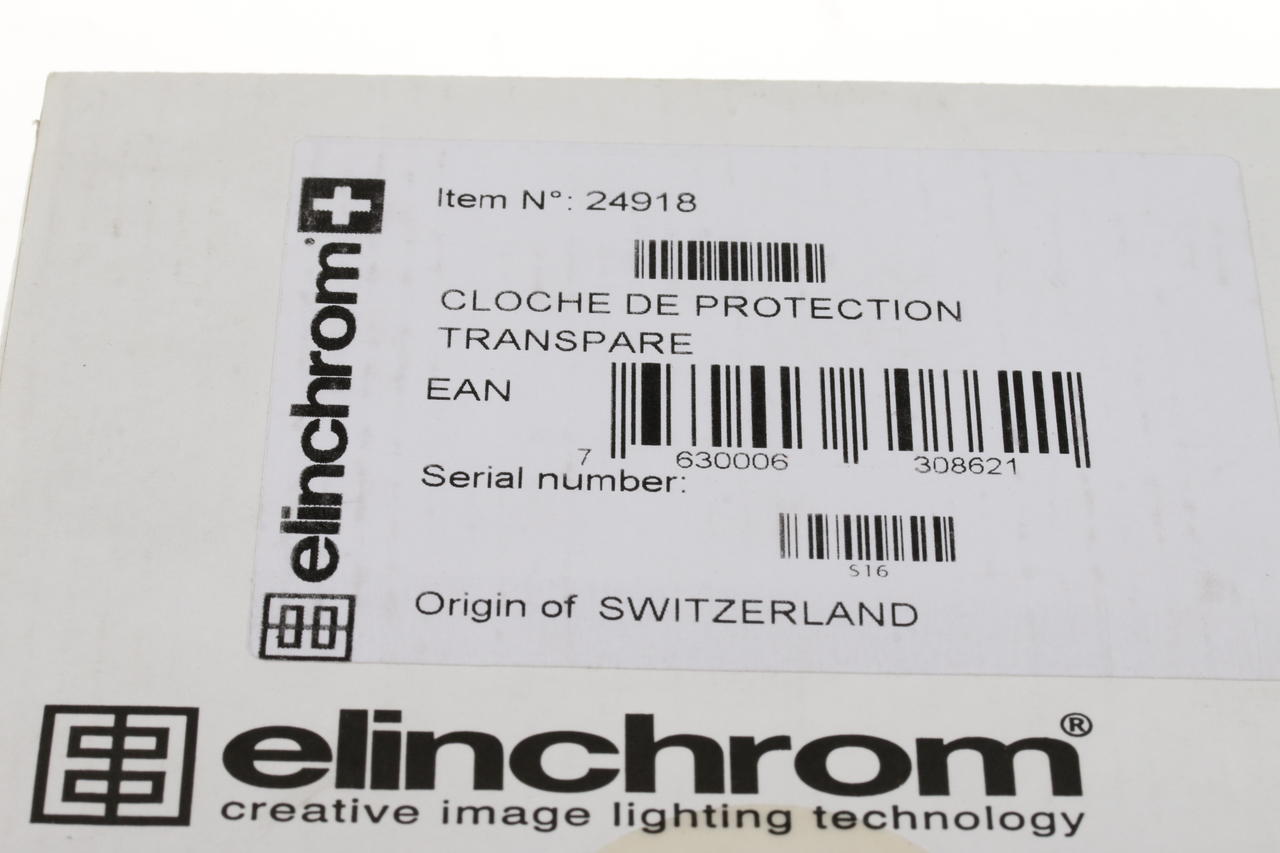 Item N°: 24918
CLOCHE DE PROTECTION
TRANSPARE
EAN
7 630006 308621
Serial number:
S16
Origin of SWITZERLAND
elinchrom®
elinchrom®
creative image lighting technology